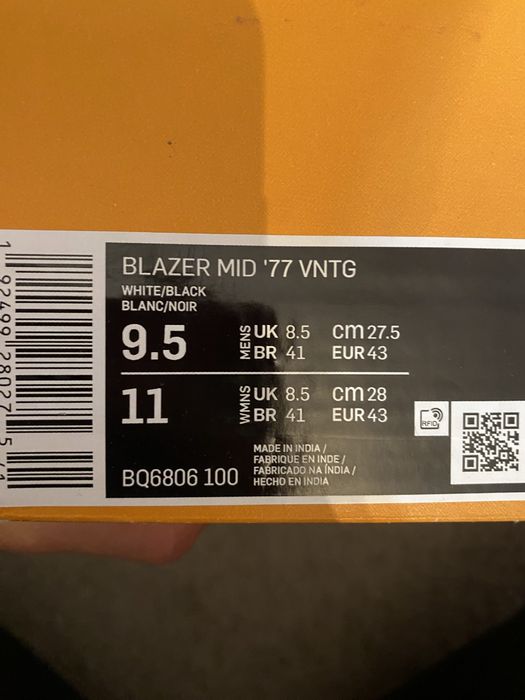 BLAZER MID '77 VNTG
WHITE/BLACK
BLANC/NOIR
9.5 MENS UK 8.5 cm 27.5
BR 41 EUR 43
11 WMNS UK 8.5 cm 28
BR 41 EUR 43
RFID
BQ6806 100
MADE IN INDIA /
FABRIQUE EN INDE /
FABRICADO NA ÍNDIA /
HECHO EN INDIA